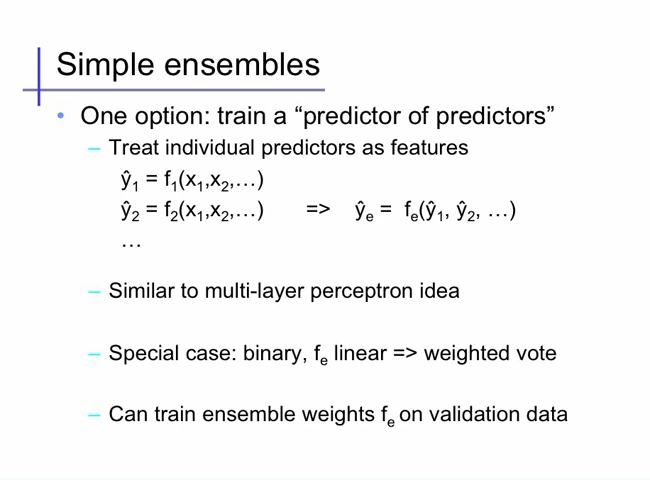 Simple ensembles
• One option: train a “predictor of predictors”
– Treat individual predictors as features
ŷ₁ = f₁(x₁,x₂,…)
ŷ₂ = f₂(x₁,x₂,…) => ŷₑ = fₑ(ŷ₁, ŷ₂, …)
…
– Similar to multi-layer perceptron idea
– Special case: binary, fₑ linear => weighted vote
– Can train ensemble weights fₑ on validation data